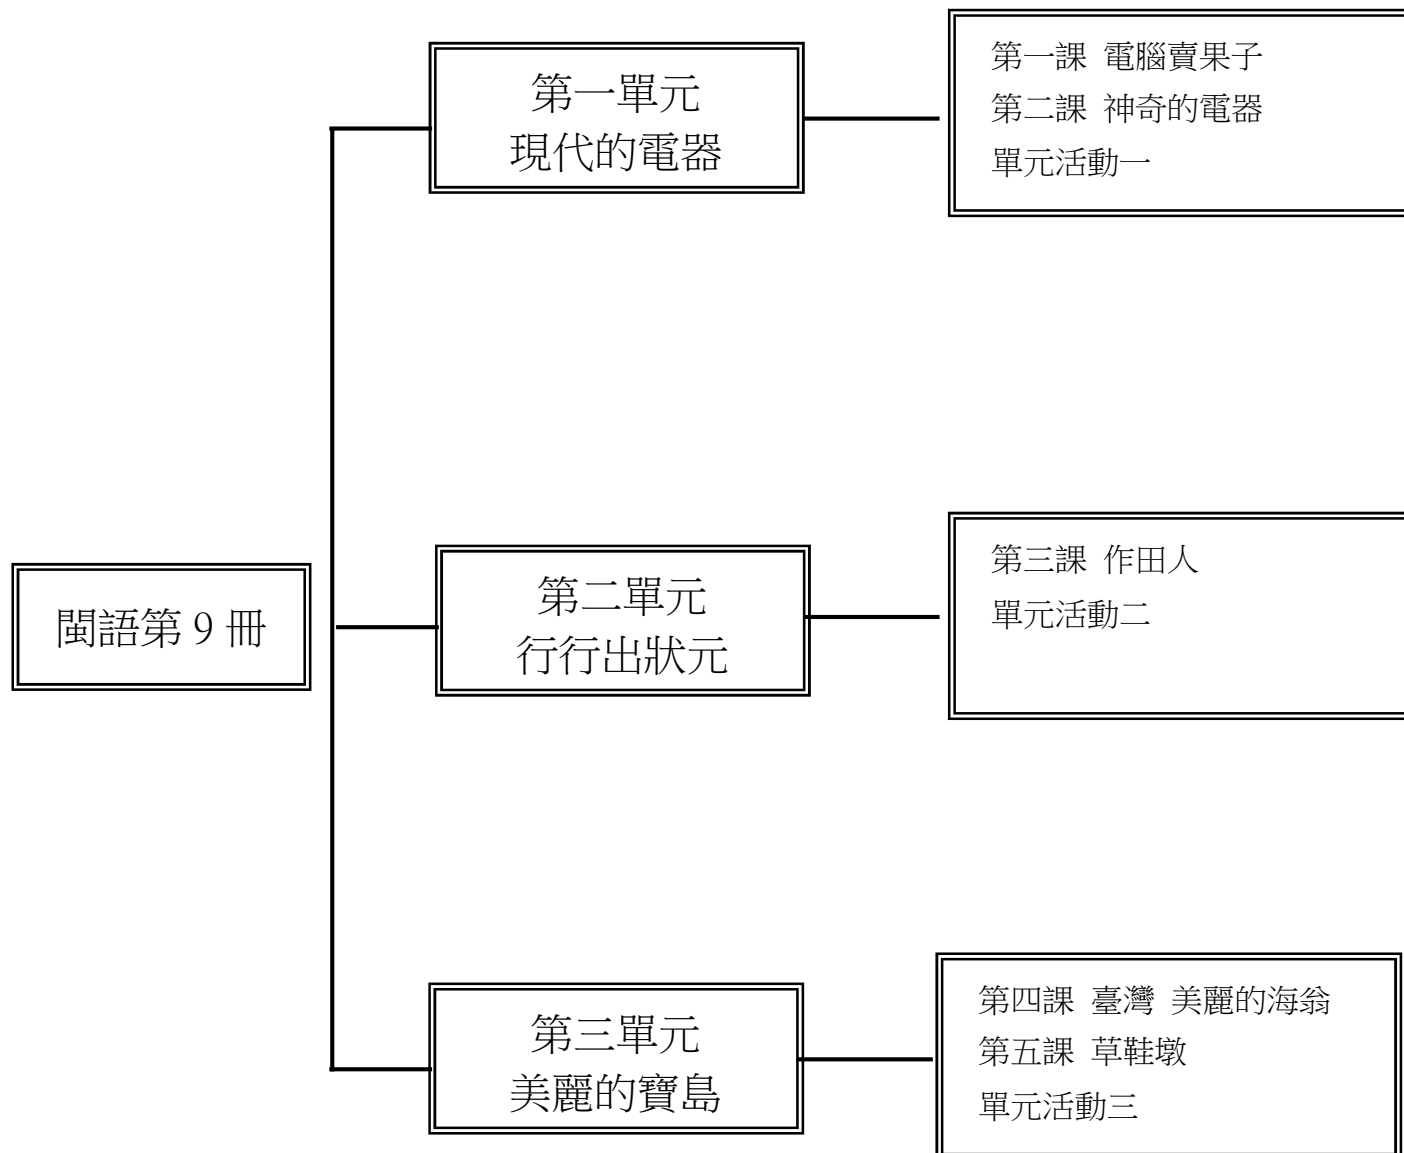 閩語第 9 冊
第一單元
現代的電器
第一課 電腦賣果子
第二課 神奇的電器
單元活動一
第二單元
行行出狀元
第三課 作田人
單元活動二
第三單元
美麗的寶島
第四課 臺灣 美麗的海翁
第五課 草鞋墩
單元活動三